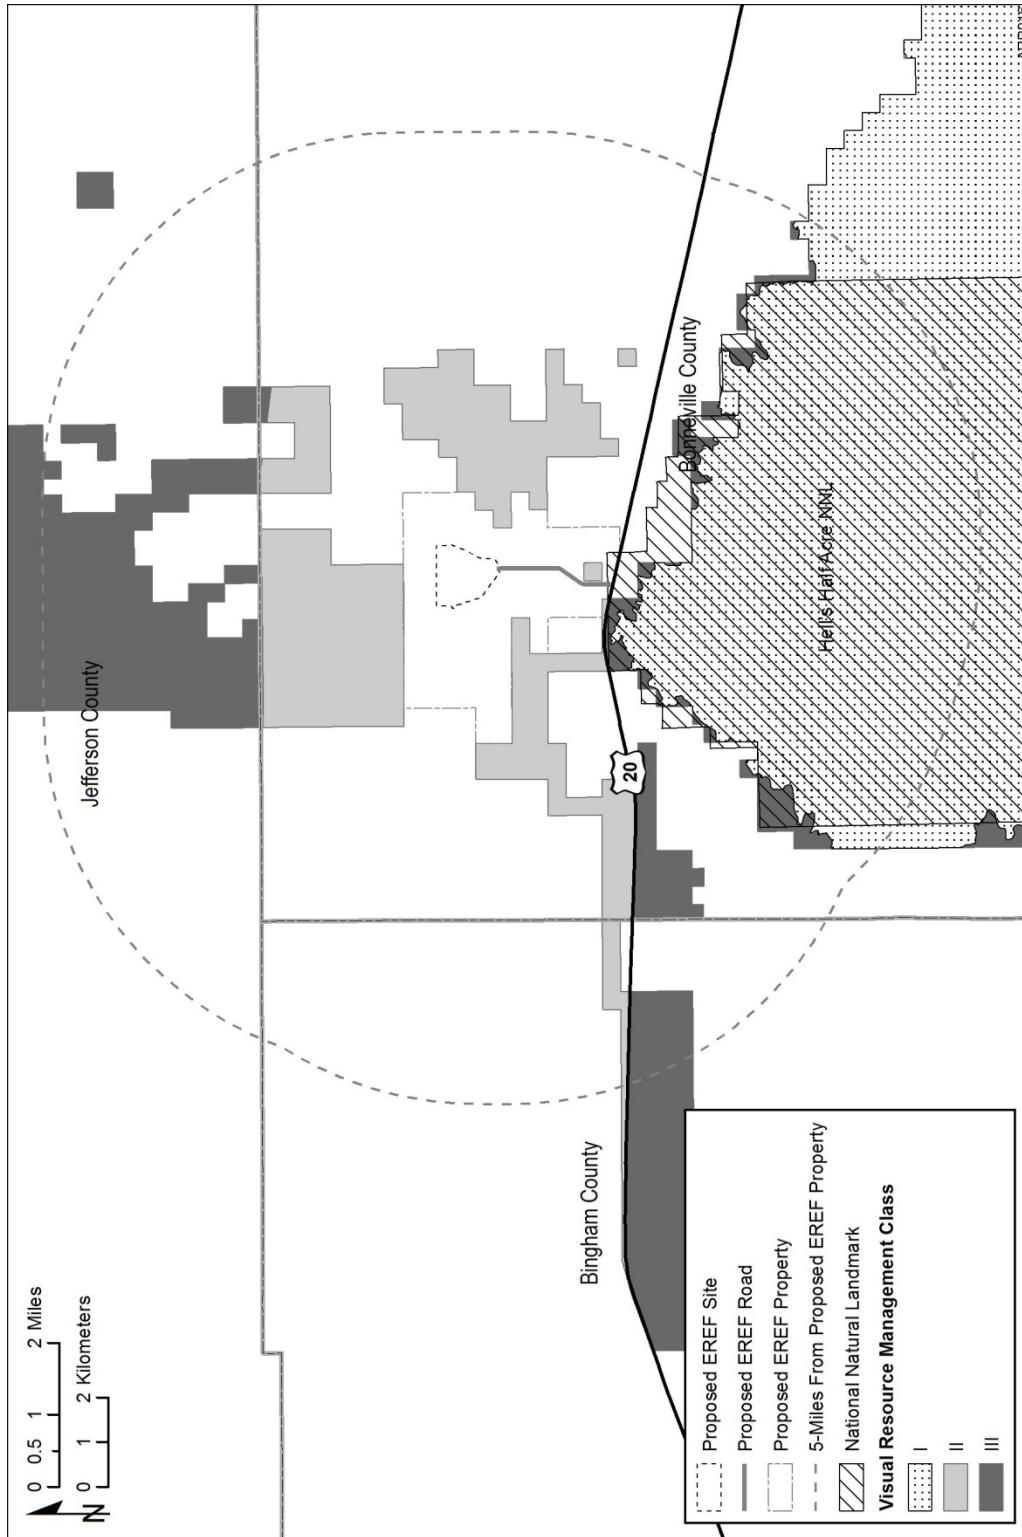 0 0.5 1 2 Miles
0 1 2 Kilometers
N
Jefferson County
Bingham County
20
Bonneville County
Hell's Half Acre NNL
Proposed EREF Site
Proposed EREF Road
Proposed EREF Property
5-Miles From Proposed EREF Property
National Natural Landmark
Visual Resource Management Class
I
II
III